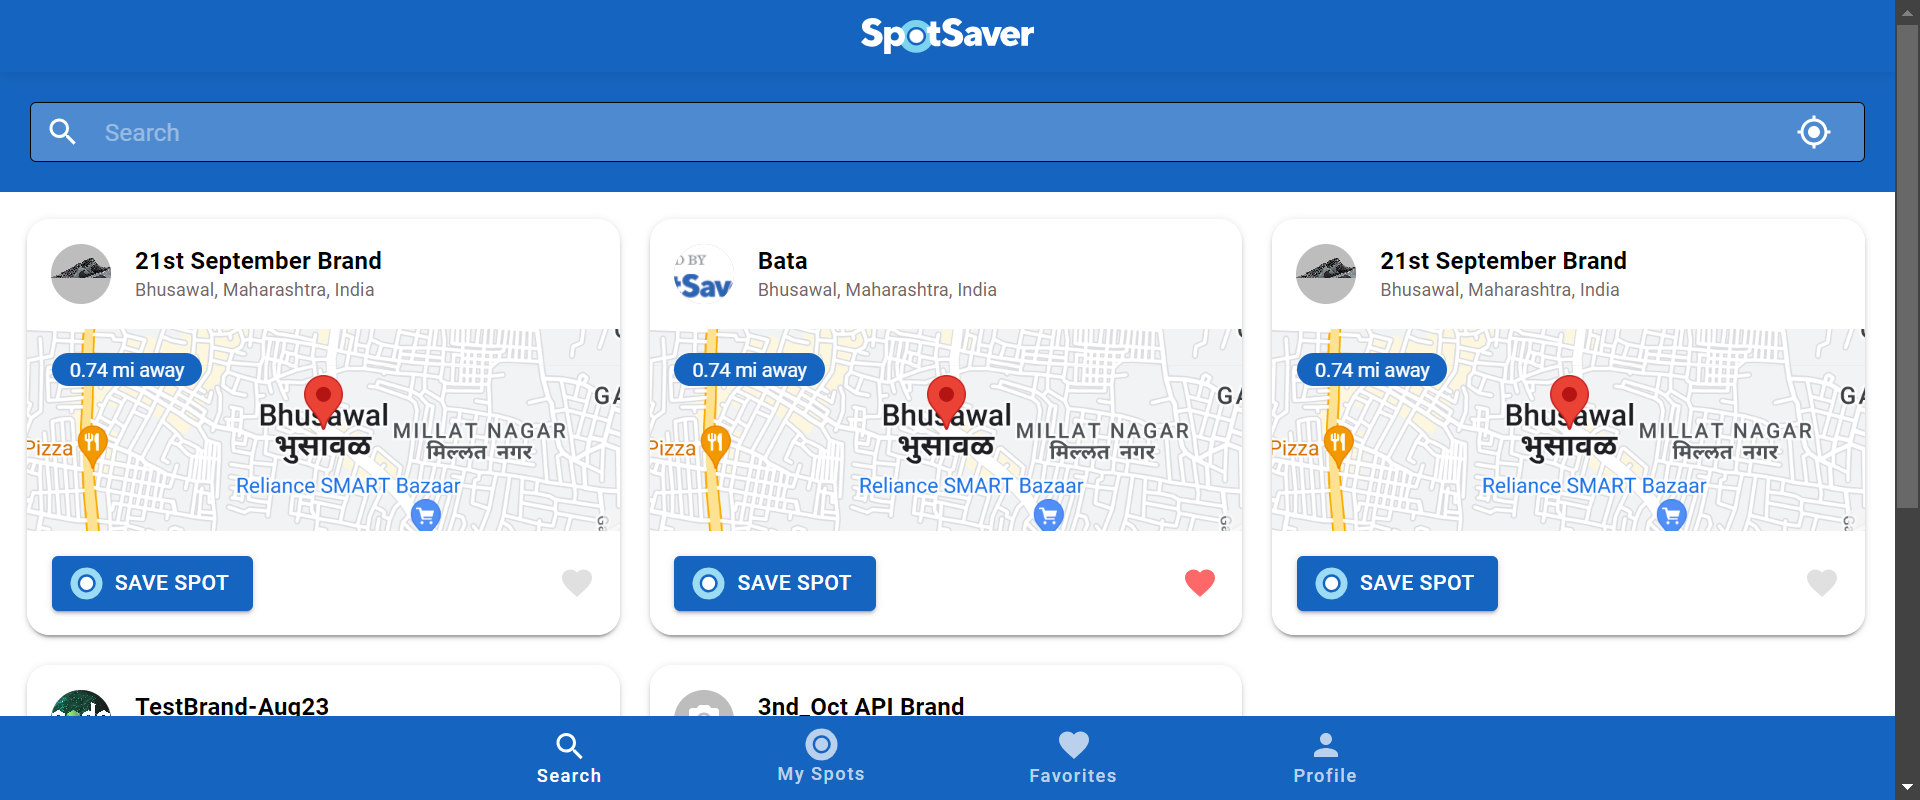 SpotSaver
Search
21st September Brand
Bhusawal, Maharashtra, India
0.74 mi away
Bhusawal
भुसावळ
MILLAT NAGAR
मिल्लत नगर
Pizza
Reliance SMART Bazaar
GA
Ga
SAVE SPOT
D BY
Sav
Bata
Bhusawal, Maharashtra, India
0.74 mi away
Bhusawal
भुसावळ
MILLAT NAGAR
मिल्लत नगर
Pizza
Reliance SMART Bazaar
GA
Ga
SAVE SPOT
21st September Brand
Bhusawal, Maharashtra, India
0.74 mi away
Bhusawal
भुसावळ
MILLAT NAGAR
मिल्लत नगर
Pizza
Reliance SMART Bazaar
GA
Ga
SAVE SPOT
TestBrand-Aug23
3nd_Oct API Brand
Search
My Spots
Favorites
Profile